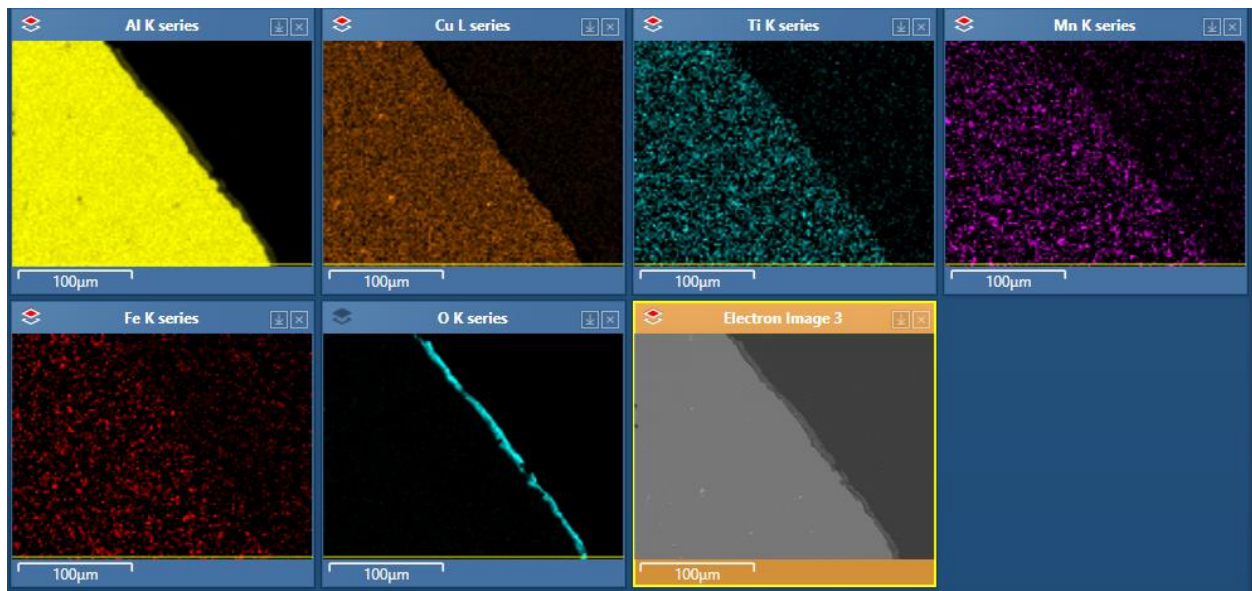 Al K series
Cu L series
Ti K series
Mn K series
100µm
100µm
100µm
100µm
Fe K series
O K series
Electron Image 3
100µm
100µm
100µm